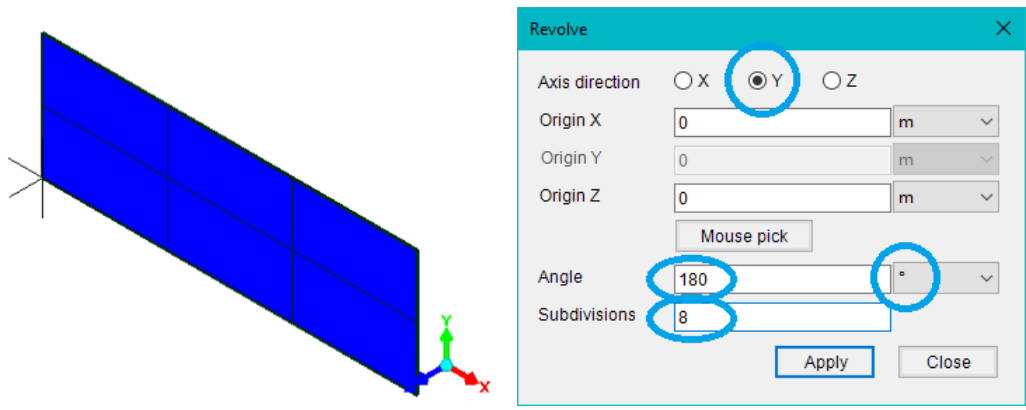 Revolve
Axis direction X Y Z
Origin X 0 m
Origin Y 0 m
Origin Z 0 m
Mouse pick
Angle 180 °
Subdivisions 8
Apply Close
Y
X